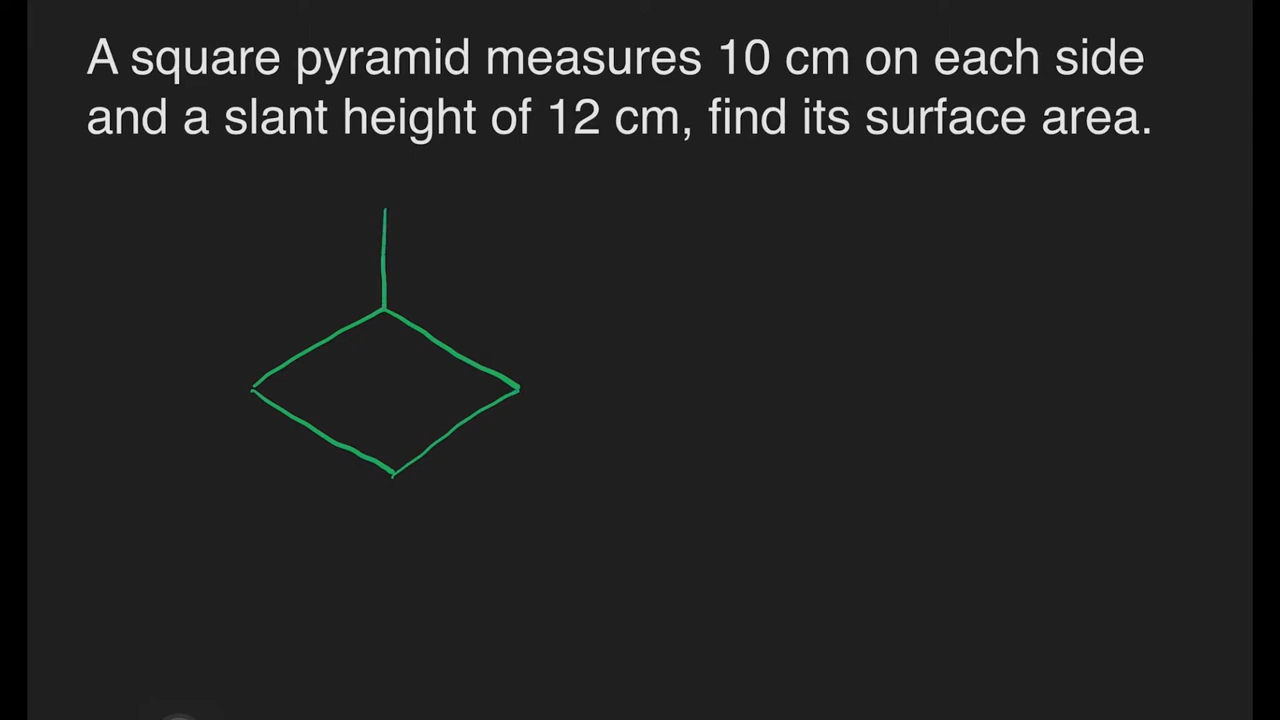 A square pyramid measures 10 cm on each side
and a slant height of 12 cm, find its surface area.